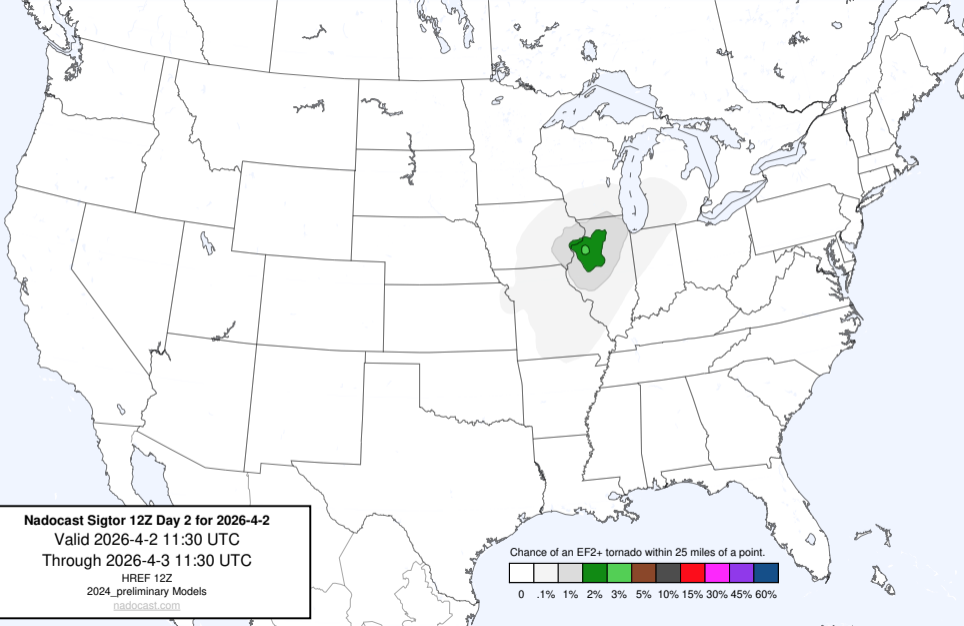 Nadocast Sigtor 12Z Day 2 for 2026-4-2
Valid 2026-4-2 11:30 UTC
Through 2026-4-3 11:30 UTC
HREF 12Z
2024_preliminary Models
nadocast.com
Chance of an EF2+ tornado within 25 miles of a point.
0 .1% 1% 2% 3% 5% 10% 15% 30% 45% 60%